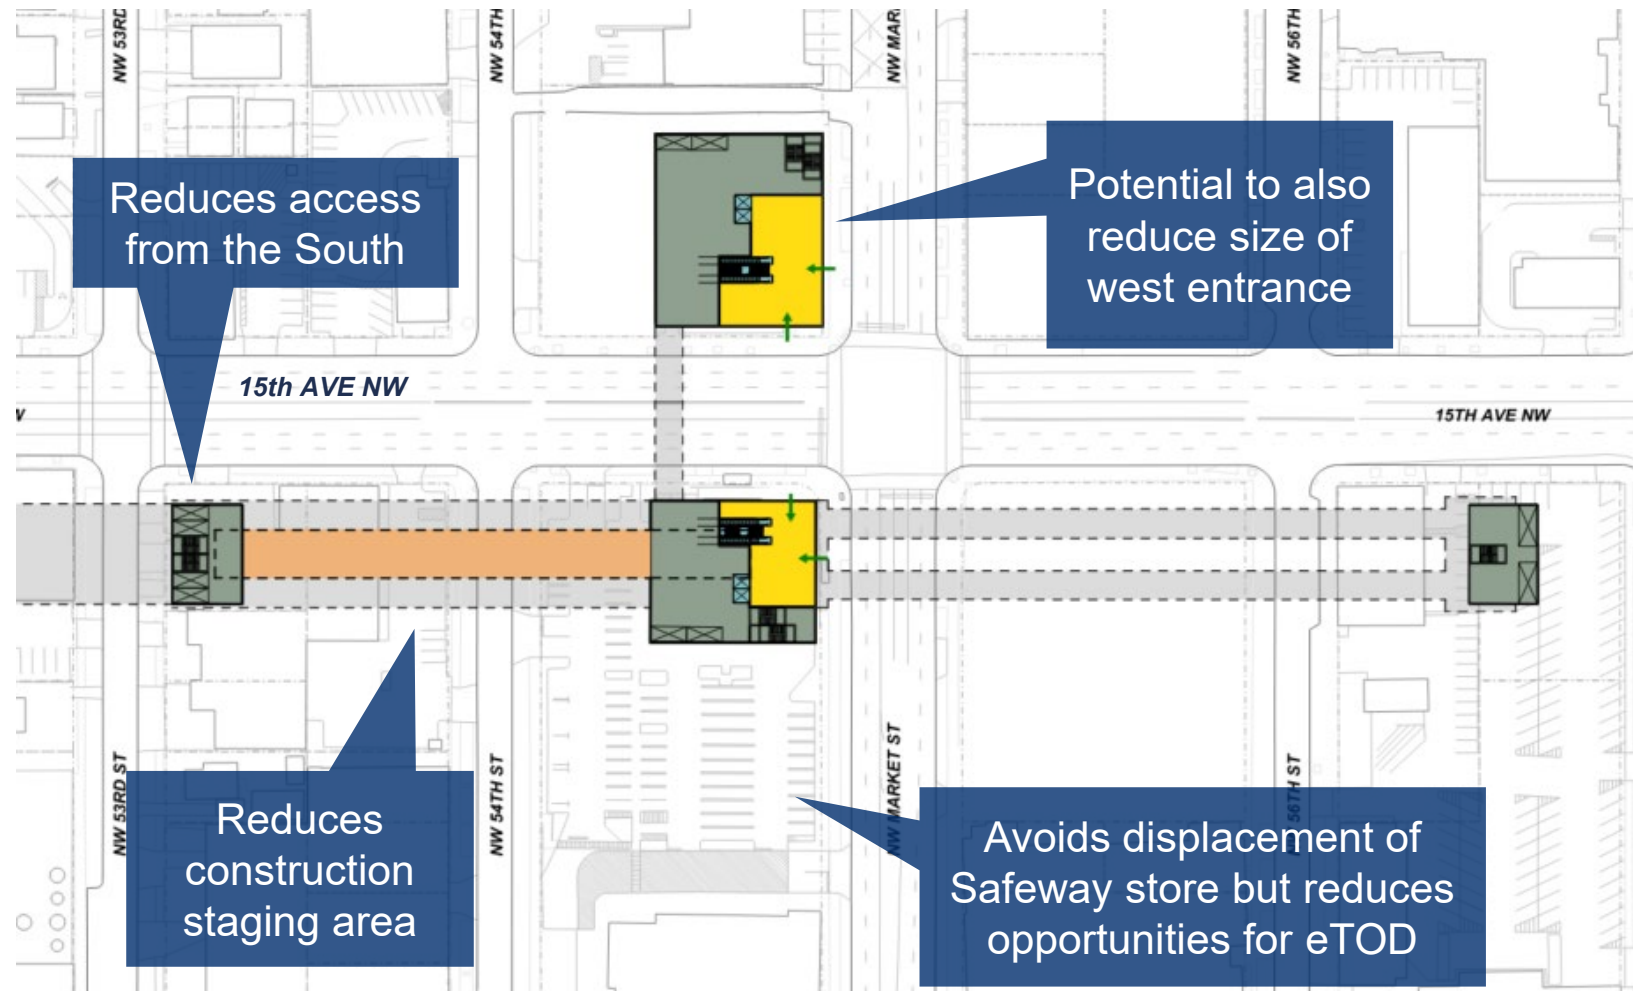 NW 53RD
NW 54TH
NW MAR
NW 56TH
Reduces access
from the South
Potential to also
reduce size of
west entrance
15th AVE NW
15TH AVE NW
W
NW 53RD ST
NW 54TH ST
NW MARKET ST
NW 56TH ST
Reduces
construction
staging area
Avoids displacement of
Safeway store but reduces
opportunities for eTOD